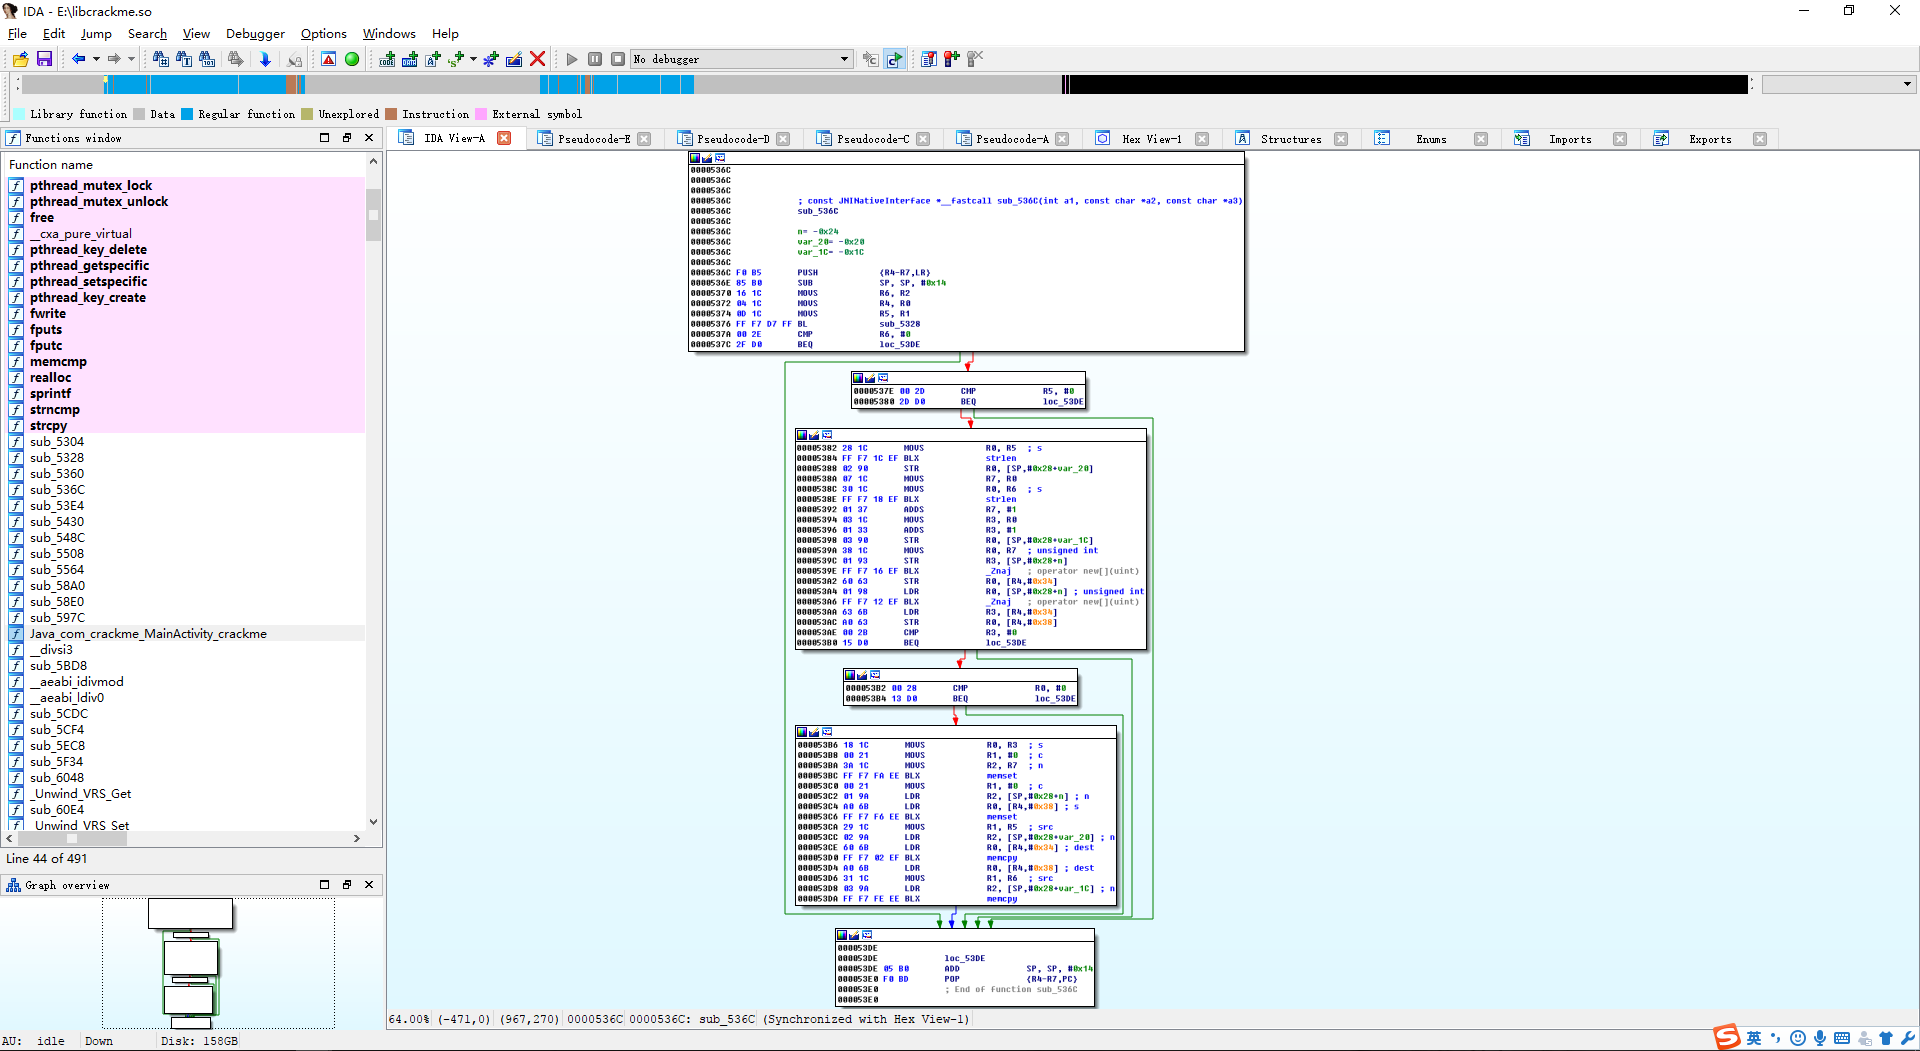 IDA - E:\libcrackme.so
File Edit Jump Search View Debugger Options Windows Help
No debugger
Library function Data Regular function Unexplored Instruction External symbol
Functions window
IDA View-A Pseudocode-E Pseudocode-D Pseudocode-C Pseudocode-A Hex View-1 Structures Enums Imports Exports
Function name
pthread_mutex_lock
pthread_mutex_unlock
free
__cxa_pure_virtual
pthread_key_delete
pthread_getspecific
pthread_setspecific
pthread_key_create
fwrite
fputs
fputc
memcmp
realloc
sprintf
strncmp
strcpy
sub_5304
sub_5328
sub_5360
sub_536C
sub_53E4
sub_5430
sub_548C
sub_5508
sub_5564
sub_58A0
sub_58E0
sub_597C
Java_com_crackme_MainActivity_crackme
__divsi3
sub_5BD8
__aeabi_idivmod
__aeabi_ldiv0
sub_5CDC
sub_5CF4
sub_5EC8
sub_5F34
sub_6048
_Unwind_VRS_Get
sub_60E4
Unwind_VRS_Set
Line 44 of 491
Graph overview
0000536C
0000536C
0000536C
0000536C ; const JNINativeInterface *__fastcall sub_536C(int a1, const char *a2, const char *a3)
0000536C sub_536C
0000536C
0000536C n= -0x24
0000536C var_20= -0x20
0000536C var_1C= -0x1C
0000536C
0000536C F0 B5 PUSH {R4-R7,LR}
0000536E 85 B0 SUB SP, SP, #0x14
00005370 16 1C MOVS R6, R2
00005372 04 1C MOVS R4, R0
00005374 0D 1C MOVS R5, R1
00005376 FF F7 D7 FF BL sub_5328
0000537A 00 2E CMP R6, #0
0000537C 2F D0 BEQ loc_53DE
0000537E 00 2D CMP R5, #0
00005380 2D D0 BEQ loc_53DE
00005382 28 1C MOVS R0, R5 ; s
00005384 FF F7 1C EF BLX strlen
00005388 02 90 STR R0, [SP,#0x28+var_20]
0000538A 07 1C MOVS R7, R0
0000538C 30 1C MOVS R0, R6 ; s
0000538E FF F7 18 EF BLX strlen
00005392 01 37 ADDS R7, #1
00005394 03 1C MOVS R3, R0
00005396 01 33 ADDS R3, #1
00005398 03 90 STR R0, [SP,#0x28+var_1C]
0000539A 38 1C MOVS R0, R7 ; unsigned int
0000539C 01 93 STR R3, [SP,#0x28+n]
0000539E FF F7 16 EF BLX _Znaj ; operator new[](uint)
000053A2 60 63 STR R0, [R4,#0x34]
000053A4 01 98 LDR R0, [SP,#0x28+n] ; unsigned int
000053A6 FF F7 12 EF BLX _Znaj ; operator new[](uint)
000053AA 63 6B LDR R3, [R4,#0x34]
000053AC A0 63 STR R0, [R4,#0x38]
000053AE 00 2B CMP R3, #0
000053B0 15 D0 BEQ loc_53DE
000053B2 00 28 CMP R0, #0
000053B4 13 D0 BEQ loc_53DE
000053B6 18 1C MOVS R0, R3 ; s
000053B8 00 21 MOVS R1, #0 ; c
000053BA 3A 1C MOVS R2, R7 ; n
000053BC FF F7 FA EE BLX memset
000053C0 00 21 MOVS R1, #0 ; c
000053C2 01 9A LDR R2, [SP,#0x28+n] ; n
000053C4 A0 6B LDR R0, [R4,#0x38] ; s
000053C6 FF F7 F6 EE BLX memset
000053CA 29 1C MOVS R1, R5 ; src
000053CC 02 9A LDR R2, [SP,#0x28+var_20] ; n
000053CE 60 6B LDR R0, [R4,#0x34] ; dest
000053D0 FF F7 02 EF BLX memcpy
000053D4 A0 6B LDR R0, [R4,#0x38] ; dest
000053D6 31 1C MOVS R1, R6 ; src
000053D8 03 9A LDR R2, [SP,#0x28+var_1C] ; n
000053DA FF F7 FE EE BLX memcpy
000053DE
000053DE loc_53DE
000053DE 05 B0 ADD SP, SP, #0x14
000053E0 F0 BD POP {R4-R7,PC}
000053E0 ; End of function sub_536C
000053E0
64.00% (-471,0) (967,270) 0000536C 0000536C: sub_536C (Synchronized with Hex View-1)
AU: idle Down Disk: 158GB
英